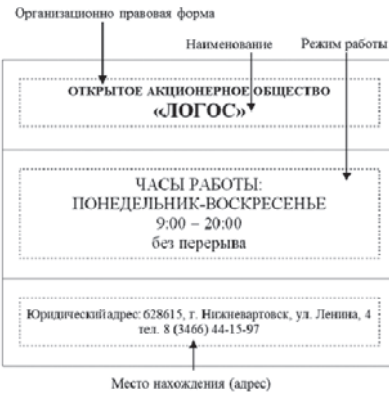 Организационно правовая форма
Наименование
Режим работы
ОТКРЫТОЕ АКЦИОНЕРНОЕ ОБЩЕСТВО
«ЛОГОС»
ЧАСЫ РАБОТЫ:
ПОНЕДЕЛЬНИК-ВОСКРЕСЕНЬЕ
9:00 – 20:00
без перерыва
Юридический адрес: 628615, г. Нижневартовск, ул. Ленина, 4
тел. 8 (3466) 44-15-97
Место нахождения (адрес)